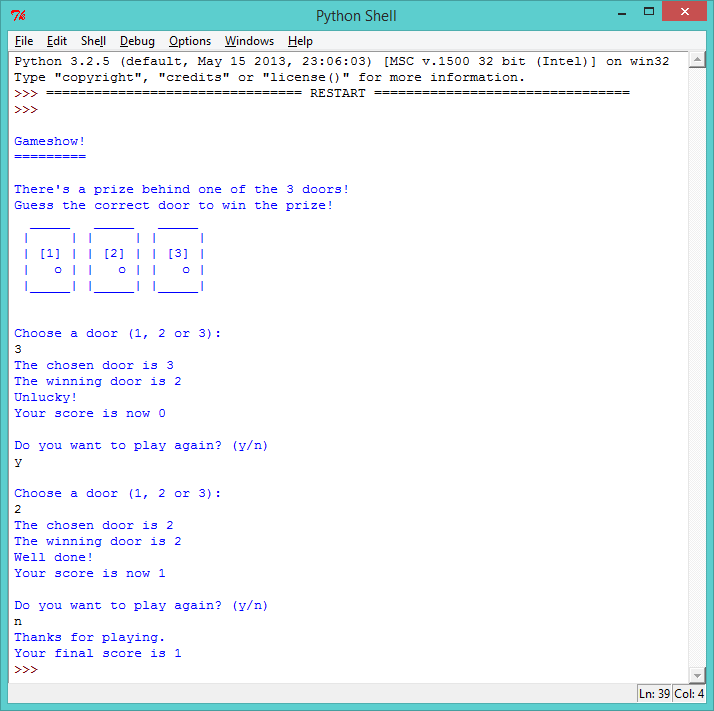 Python Shell
File Edit Shell Debug Options Windows Help
Python 3.2.5 (default, May 15 2013, 23:06:03) [MSC v.1500 32 bit (Intel)] on win32
Type "copyright", "credits" or "license()" for more information.
>>> ================================ RESTART ================================
>>>
Gameshow!
=========
There's a prize behind one of the 3 doors!
Guess the correct door to win the prize!
  _____   _____   _____
 |     | |     | |     |
 | [1] | | [2] | | [3] |
 |   o | |   o | |   o |
 |_____| |_____| |_____|
Choose a door (1, 2 or 3):
3
The chosen door is 3
The winning door is 2
Unlucky!
Your score is now 0
Do you want to play again? (y/n)
y
Choose a door (1, 2 or 3):
2
The chosen door is 2
The winning door is 2
Well done!
Your score is now 1
Do you want to play again? (y/n)
n
Thanks for playing.
Your final score is 1
>>>
Ln: 39 Col: 4